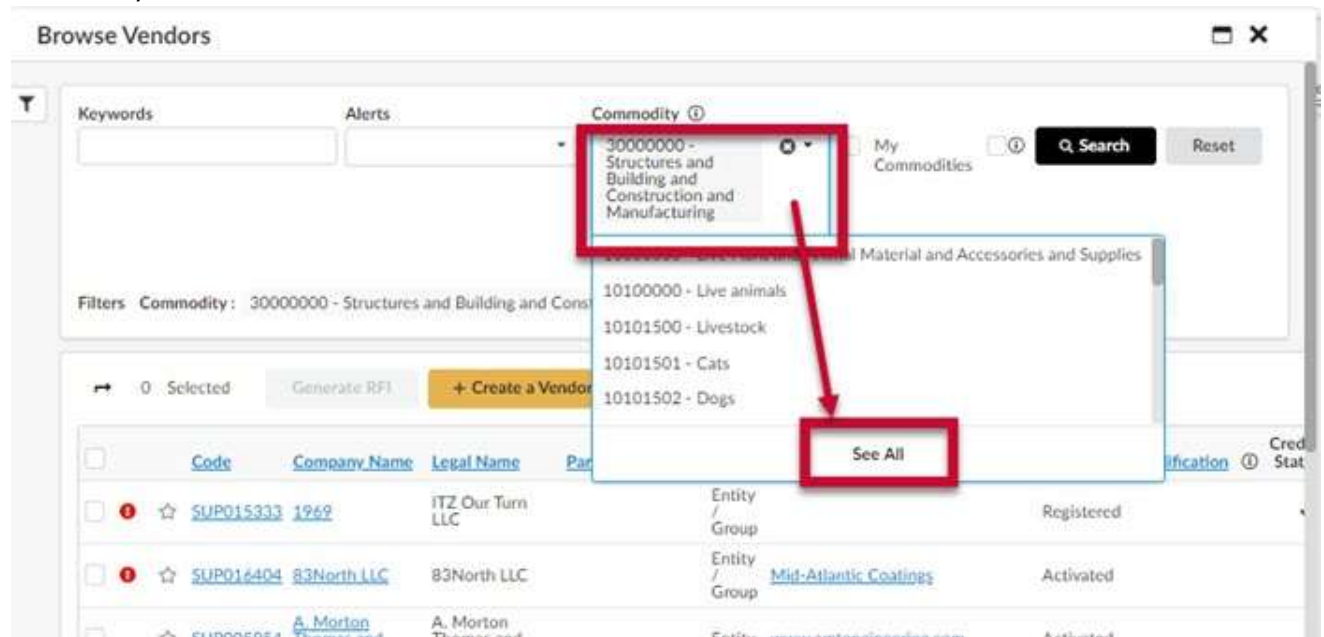 Browse Vendors
Keywords
Alerts
Commodity
30000000 -
Structures and
Building and
Construction and
Manufacturing
My
Commodities
Search
Reset
Material and Accessories and Supplies
10100000 - Live animals
10101500 - Livestock
10101501 - Cats
10101502 - Dogs
See All
Filters Commodity : 30000000 - Structures and Building and Cons
0 Selected
Generate RFI
+ Create a Vendor
Code
Company Name
Legal Name
Par
ification
Cred
Stat
SUP015333
1969
ITZ Our Turn
LLC
Entity
/
Group
Registered
SUP016404
83North LLC
83North LLC
Entity
/
Group
Mid-Atlantic Coatings
Activated
A. Morton
A. Morton